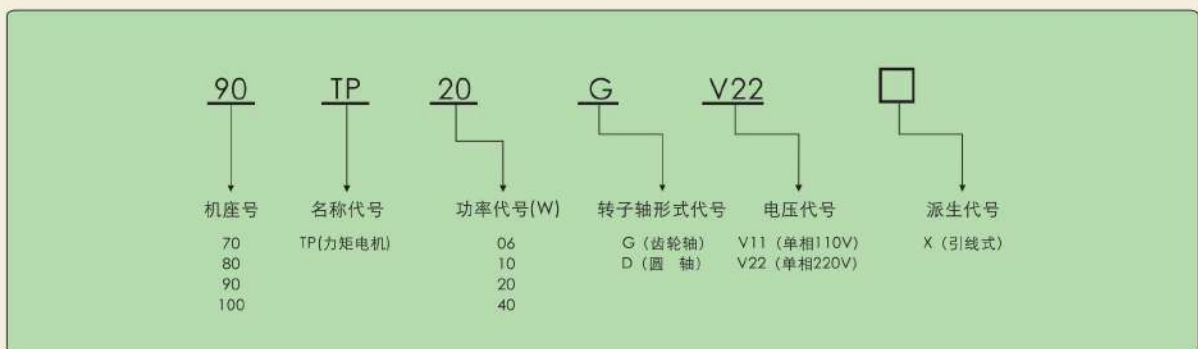 90 TP 20 G V22
机座号 名称代号 功率代号(W) 转子轴形式代号 电压代号 派生代号
70 TP(力矩电机) 06 G（齿轮轴） V11（单相110V） X（引线式）
80 10 D（圆 轴） V22（单相220V）
90 20
100 40